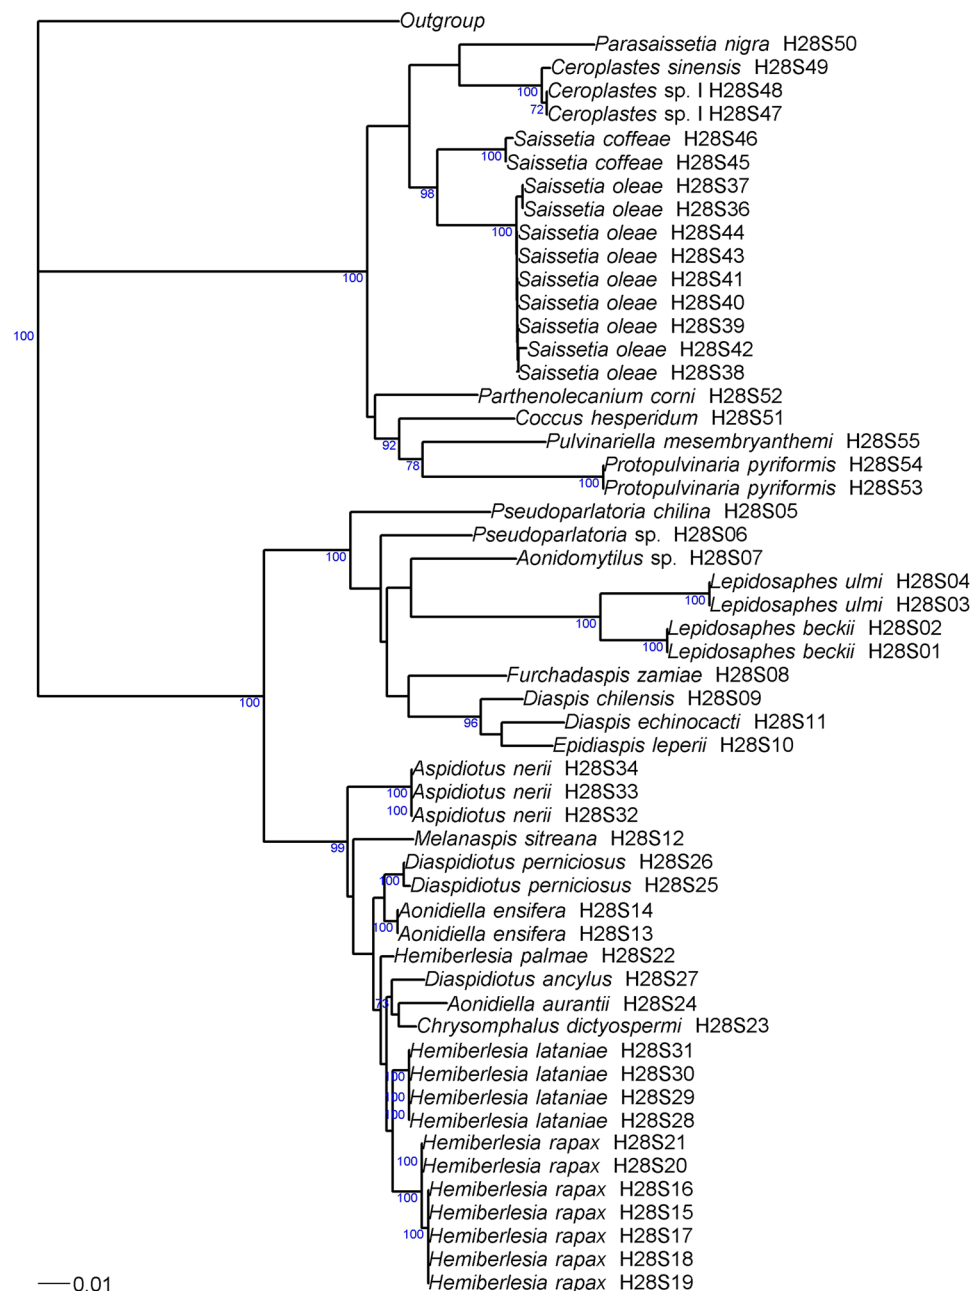 Outgroup
Parasaissetia nigra H28S50
Ceroplastes sinensis H28S49
100 Ceroplastes sp. I H28S48
72 Ceroplastes sp. I H28S47
Saissetia coffeae H28S46
100 Saissetia coffeae H28S45
Saissetia oleae H28S37
98
Saissetia oleae H28S36
100 Saissetia oleae H28S44
Saissetia oleae H28S43
100 Saissetia oleae H28S41
Saissetia oleae H28S40
Saissetia oleae H28S39
100
Saissetia oleae H28S42
Saissetia oleae H28S38
Parthenolecanium corni H28S52
Coccus hesperidum H28S51
92 Pulvinariella mesembryanthemi H28S55
78 Protopulvinaria pyriformis H28S54
100 Protopulvinaria pyriformis H28S53
Pseudoparlatoria chilina H28S05
Pseudoparlatoria sp. H28S06
100 Aonidomytilus sp. H28S07
Lepidosaphes ulmi H28S04
100 Lepidosaphes ulmi H28S03
100 Lepidosaphes beckii H28S02
100 Lepidosaphes beckii H28S01
Furchadaspis zamiae H28S08
100 Diaspis chilensis H28S09
96 Diaspis echinocacti H28S11
Epidiaspis leperii H28S10
Aspidiotus nerii H28S34
100 Aspidiotus nerii H28S33
100 Aspidiotus nerii H28S32
Melanaspis sitreana H28S12
99
Diaspidiotus perniciosus H28S26
100 Diaspidiotus perniciosus H28S25
Aonidiella ensifera H28S14
100 Aonidiella ensifera H28S13
Hemiberlesia palmae H28S22
Diaspidiotus ancylus H28S27
73 Aonidiella aurantii H28S24
Chrysomphalus dictyospermi H28S23
Hemiberlesia lataniae H28S31
100 Hemiberlesia lataniae H28S30
100 Hemiberlesia lataniae H28S29
100 Hemiberlesia lataniae H28S28
Hemiberlesia rapax H28S21
100 Hemiberlesia rapax H28S20
Hemiberlesia rapax H28S16
100 Hemiberlesia rapax H28S15
100 Hemiberlesia rapax H28S17
Hemiberlesia rapax H28S18
0.01 Hemiberlesia rapax H28S19